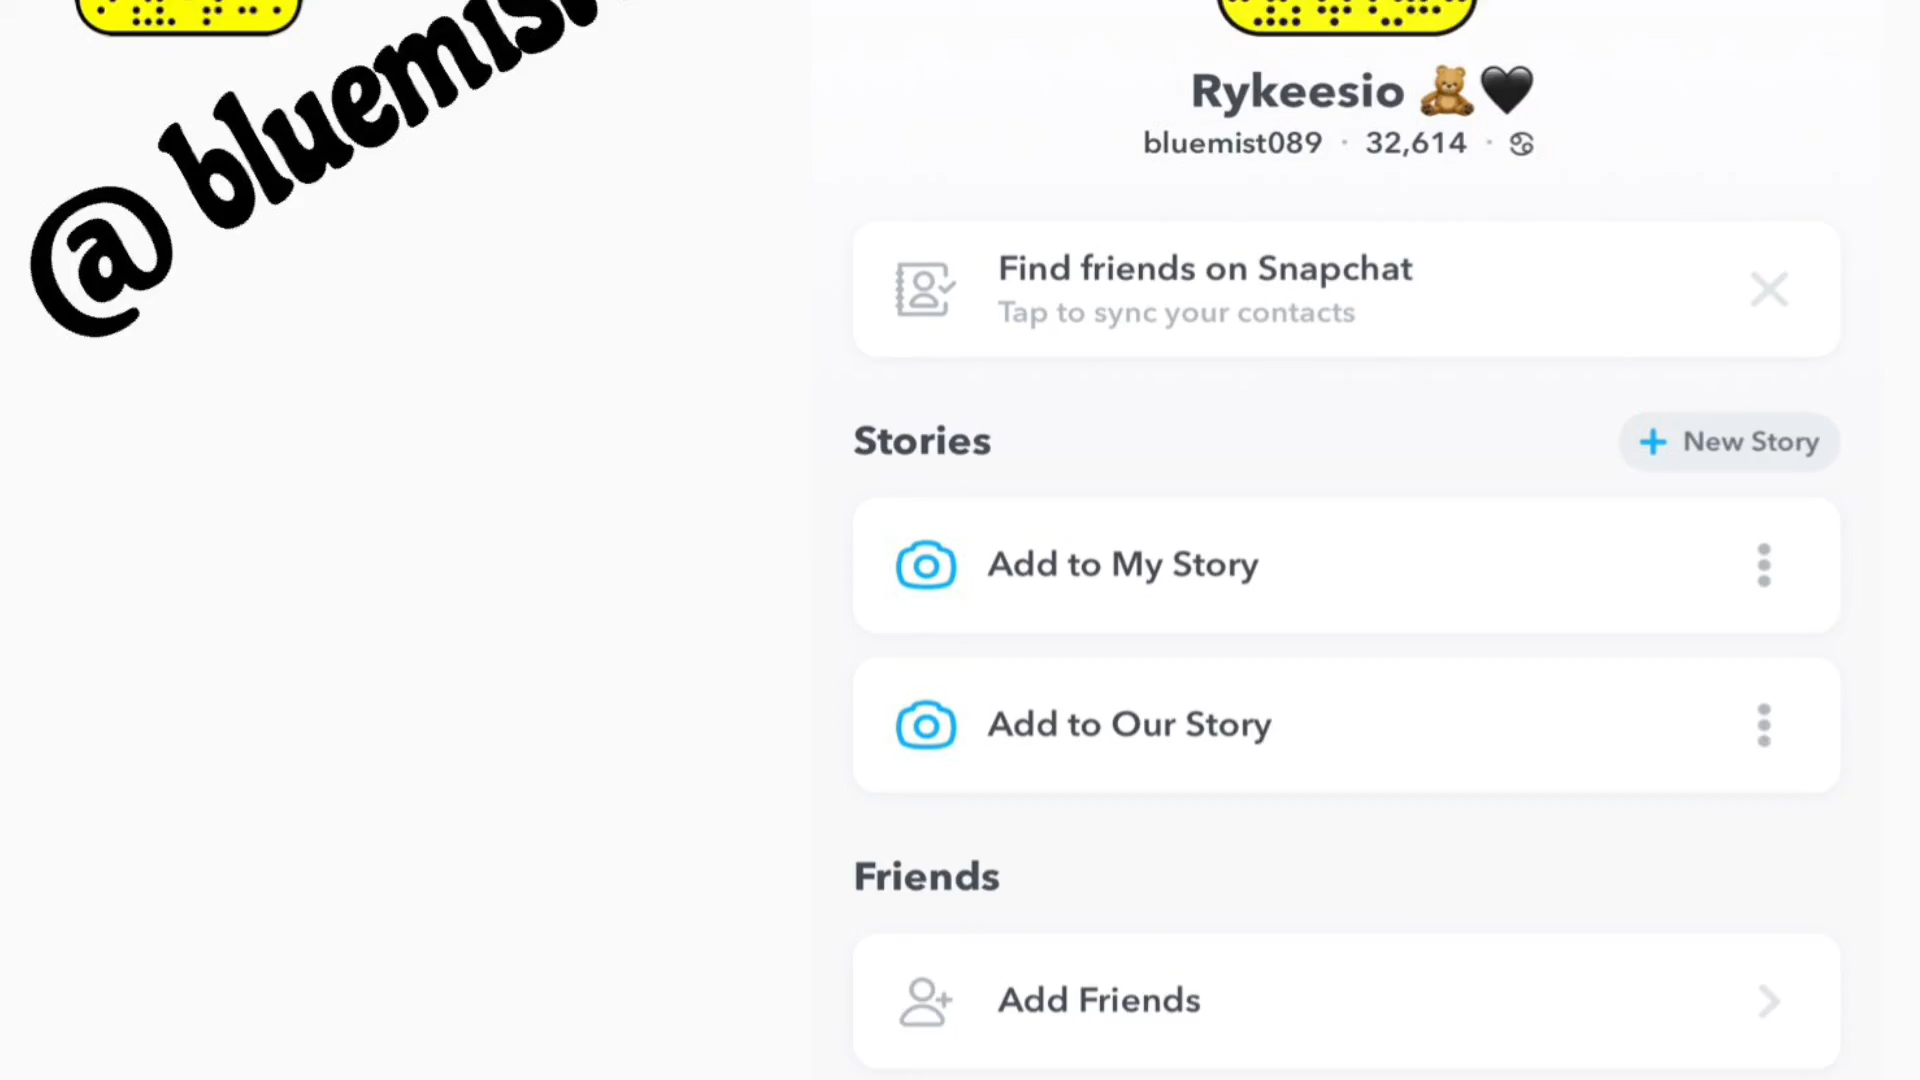 @ bluemis
Rykeesio 🧸🖤
bluemist089 · 32,614 · ♋
Find friends on Snapchat
Tap to sync your contacts
Stories
+ New Story
Add to My Story
Add to Our Story
Friends
Add Friends